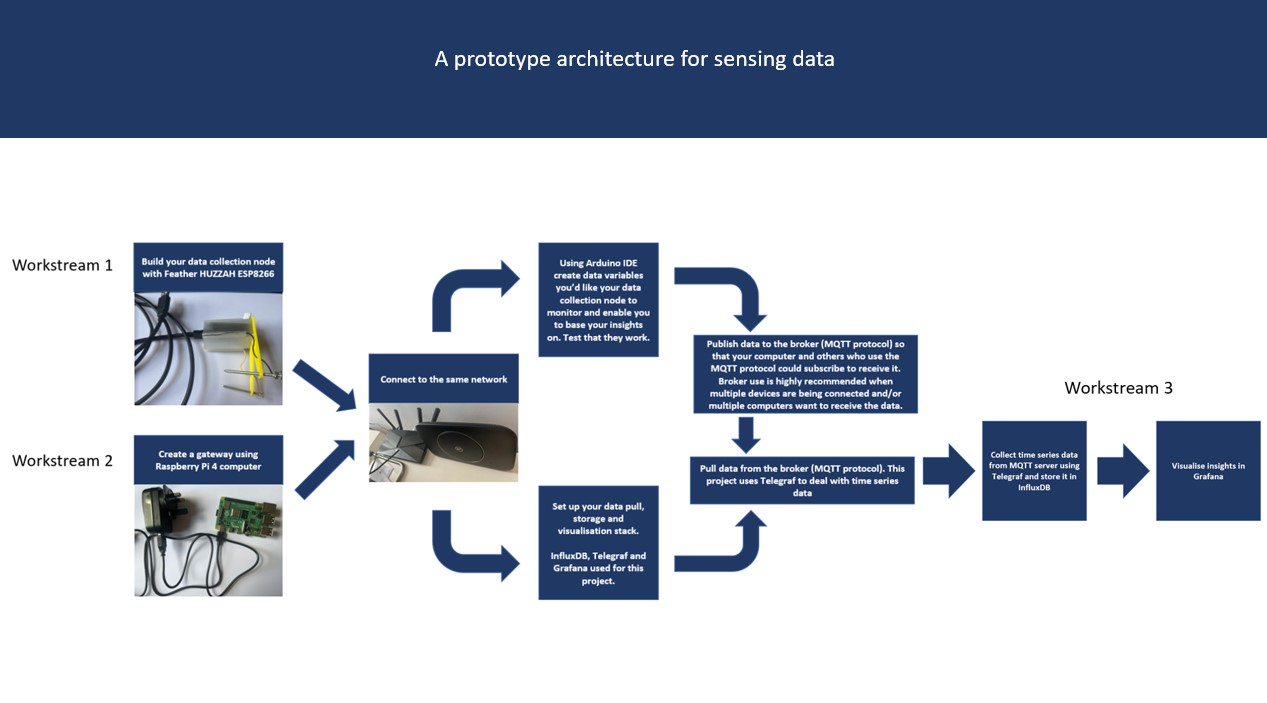 A prototype architecture for sensing data
Workstream 1
Build your data collection node
with Feather HUZZAH ESP8266
Workstream 2
Create a gateway using
Raspberry Pi 4 computer
Connect to the same network
Using Arduino IDE
create data variables
you'd like your data
collection node to
monitor and enable you
to base your insights
on. Test that they work.
Set up your data pull,
storage and
visualisation stack.
InfluxDB, Telegraf and
Grafana used for this
project.
Publish data to the broker (MQTT protocol) so
that your computer and others who use the
MQTT protocol could subscribe to receive it.
Broker use is highly recommended when
multiple devices are being connected and/or
multiple computers want to receive the data.
Pull data from the broker (MQTT protocol). This
project uses Telegraf to deal with time series
data
Workstream 3
Collect time series data
from MQTT server using
Telegraf and store it in
InfluxDB
Visualise insights in
Grafana